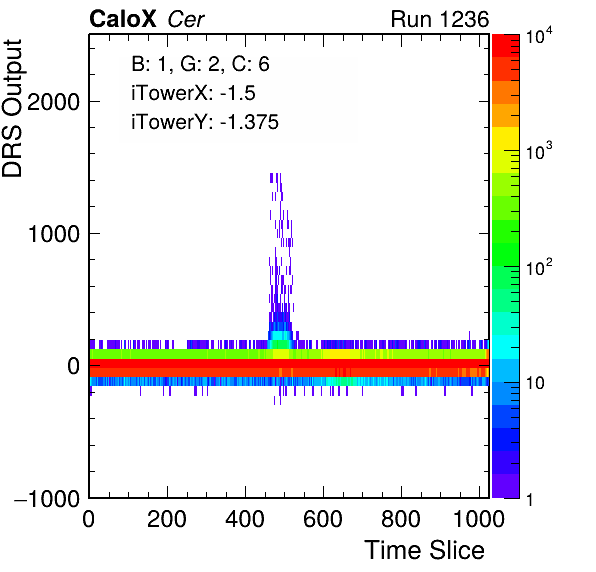 CaloX Cer Run 1236
B: 1, G: 2, C: 6
iTowerX: -1.5
iTowerY: -1.375
DRS Output
2000
1000
0
−1000
0 200 400 600 800 1000
Time Slice
10^4
10^3
10^2
10
1